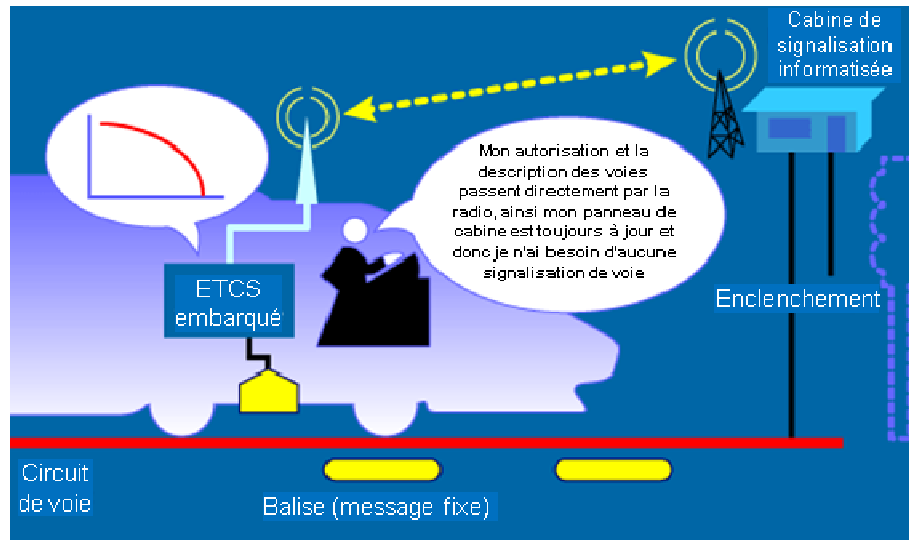 Cabine de
signalisation
informatisée
Mon autorisation et la
description des voies
passent directement par la
radio, ainsi mon panneau de
cabine est toujours à jour et
donc je n'ai besoin d'aucune
signalisation de voie
ETCS
embarqué
Enclenchement
Circuit
de voie
Balise (message fixe)